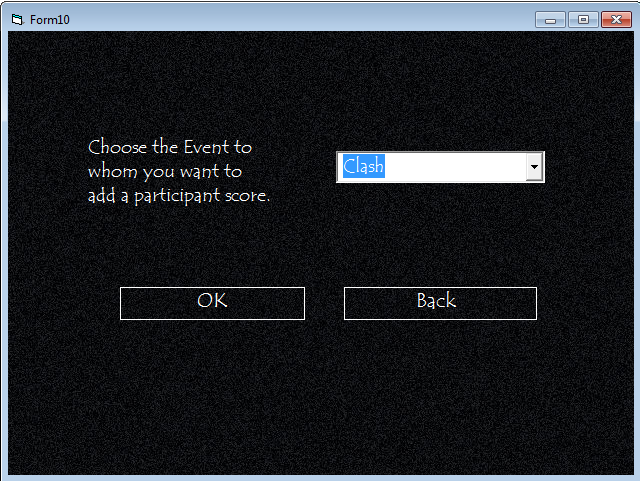 Form10
Choose the Event to
whom you want to
add a participant score.
Clash
OK
Back